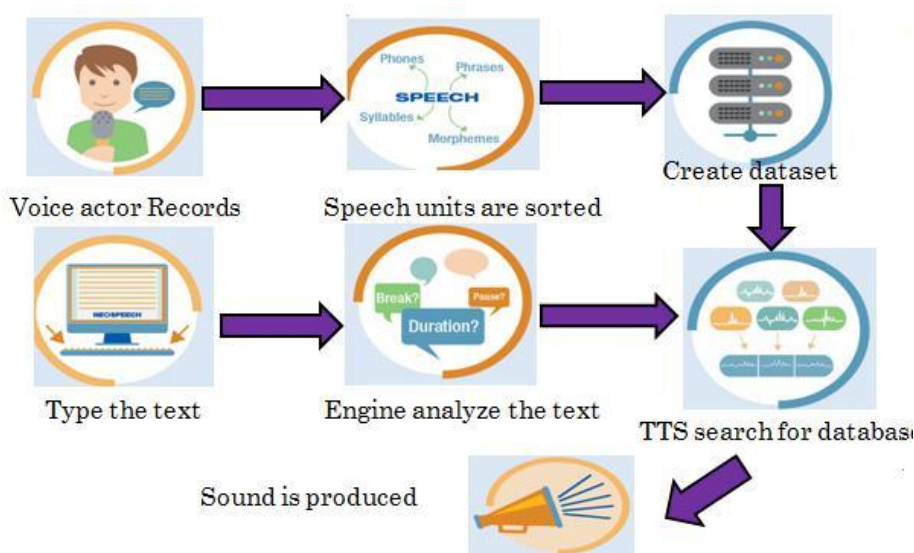 Phones
Phrases
SPEECH
Syllables
Morphemes
Create dataset
Voice actor Records
Speech units are sorted
NEOSPEECH
Break?
Pause?
Duration?
Type the text
Engine analyze the text
TTS search for database
Sound is produced